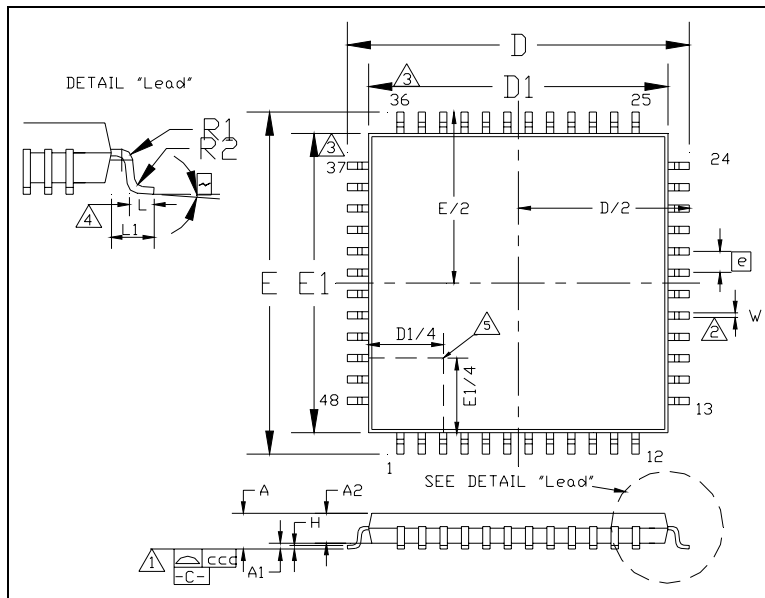 D
DETAIL "Lead"
3
D1
36
25
R1
R2
3
37
24
4
L
L1
E/2
D/2
e
E
E1
W
2
D1/4
5
E1/4
48
13
1
12
SEE DETAIL "Lead"
A
A2
H
1
ccc
-C-
A1